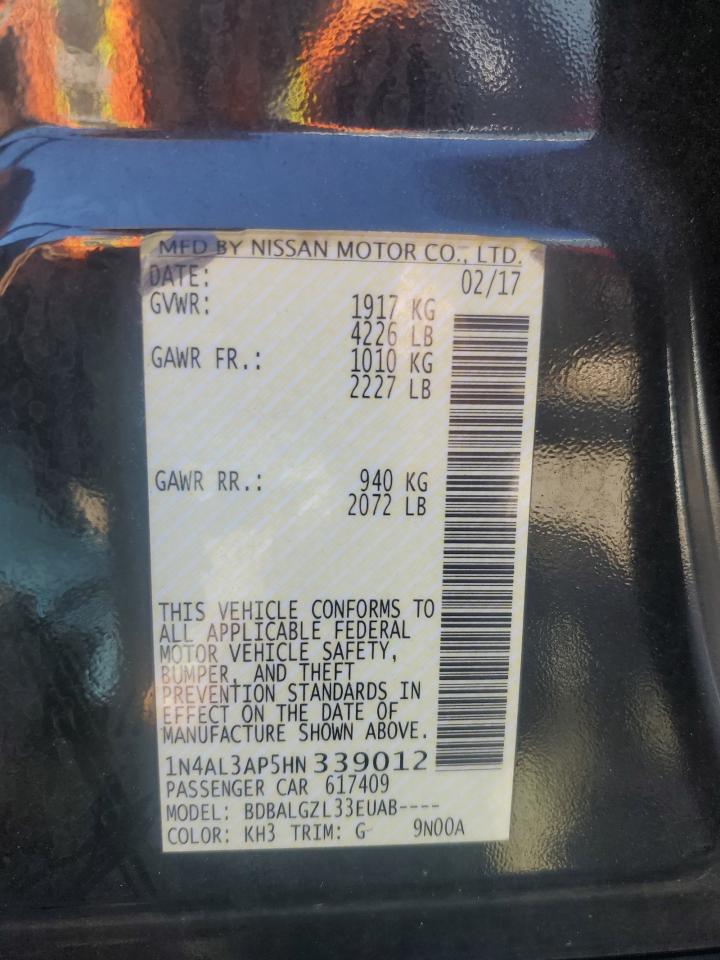 MFD BY NISSAN MOTOR CO., LTD.
DATE: 02/17
GVWR: 1917 KG
4226 LB
GAWR FR.: 1010 KG
2227 LB
GAWR RR.: 940 KG
2072 LB
THIS VEHICLE CONFORMS TO
ALL APPLICABLE FEDERAL
MOTOR VEHICLE SAFETY,
BUMPER, AND THEFT
PREVENTION STANDARDS IN
EFFECT ON THE DATE OF
MANUFACTURE SHOWN ABOVE.
1N4AL3AP5HN 339012
PASSENGER CAR 617409
MODEL: BDBALGZL33EUAB----
COLOR: KH3 TRIM: G 9N00A